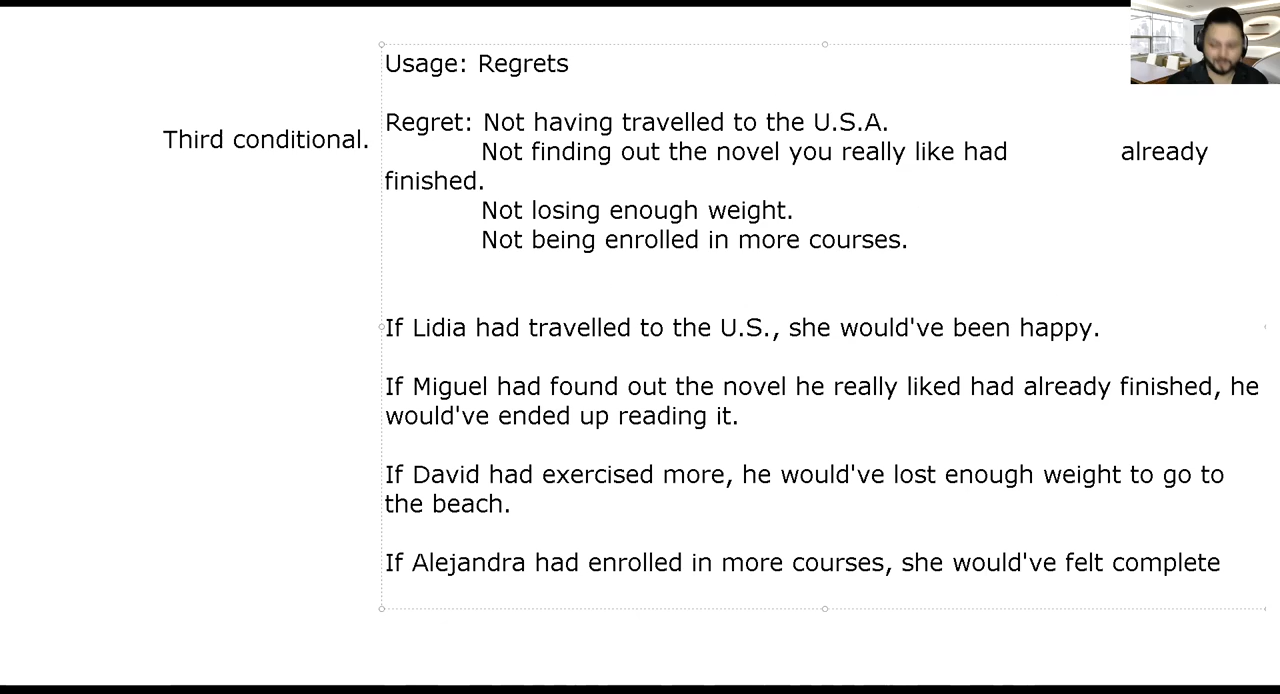 Usage: Regrets
Third conditional.
Regret: Not having travelled to the U.S.A.
Not finding out the novel you really like had already
finished.
Not losing enough weight.
Not being enrolled in more courses.
If Lidia had travelled to the U.S., she would've been happy.
If Miguel had found out the novel he really liked had already finished, he
would've ended up reading it.
If David had exercised more, he would've lost enough weight to go to
the beach.
If Alejandra had enrolled in more courses, she would've felt complete